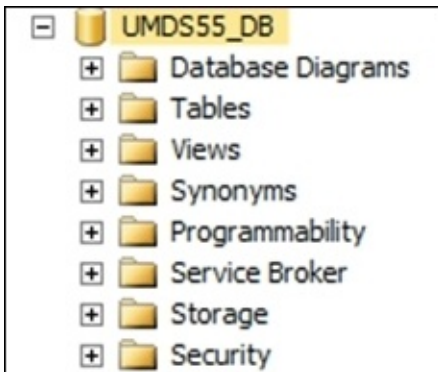 UMDS55_DB
Database Diagrams
Tables
Views
Synonyms
Programmability
Service Broker
Storage
Security